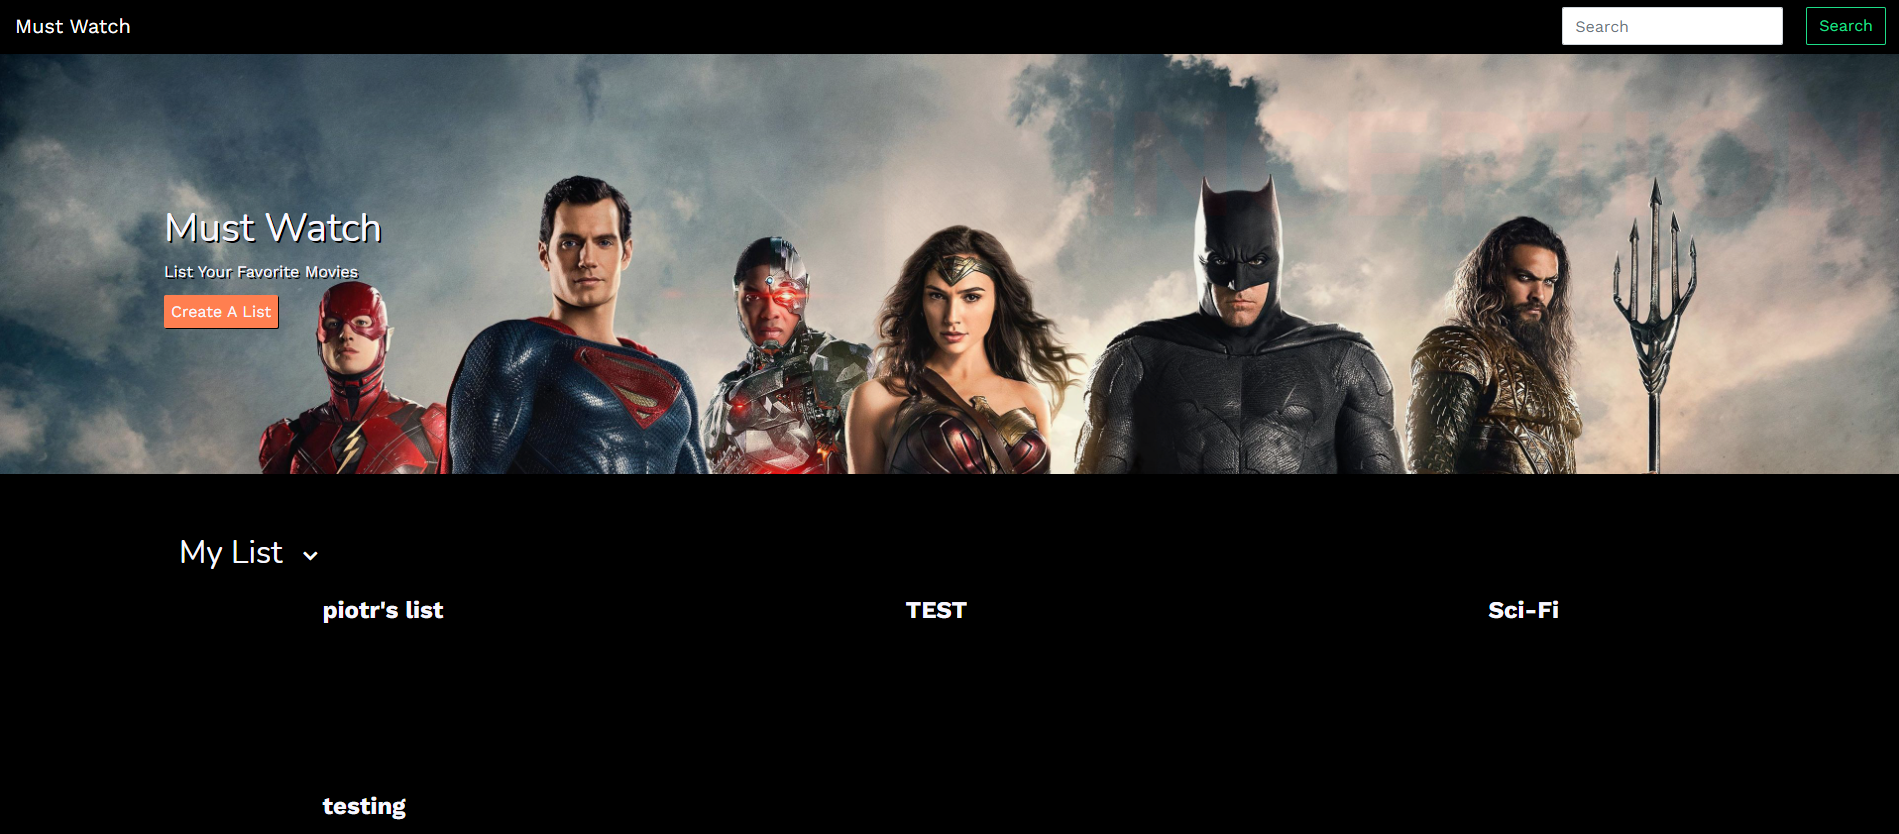 Must Watch
Search
Search
Must Watch
List Your Favorite Movies
Create A List
My List
piotr's list
TEST
Sci-Fi
testing